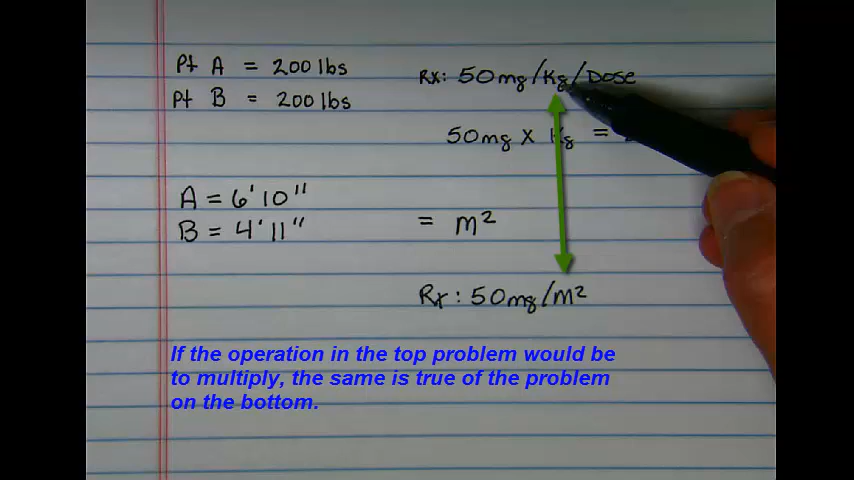 Pt A = 200 lbs
Pt B = 200 lbs
Rx: 50mg/Kg/Dose
50mg x Kg =
A = 6'10"
B = 4'11"
= m²
Rx: 50mg/m²
If the operation in the top problem would be
to multiply, the same is true of the problem
on the bottom.